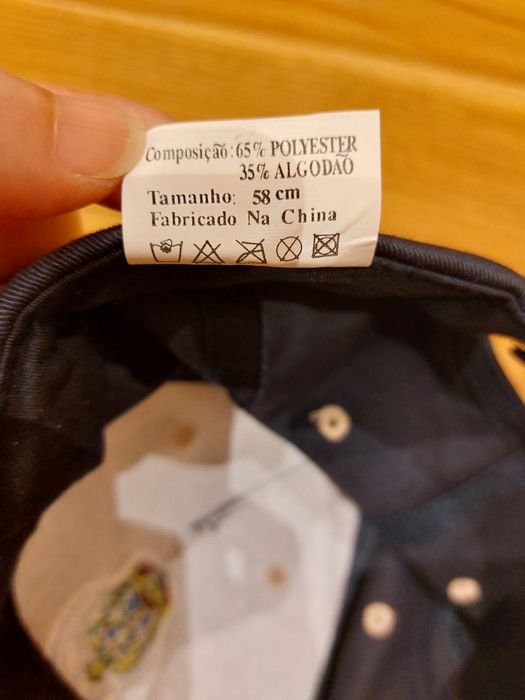 Composição: 65% POLYESTER
35% ALGODÃO
Tamanho: 58 cm
Fabricado Na China